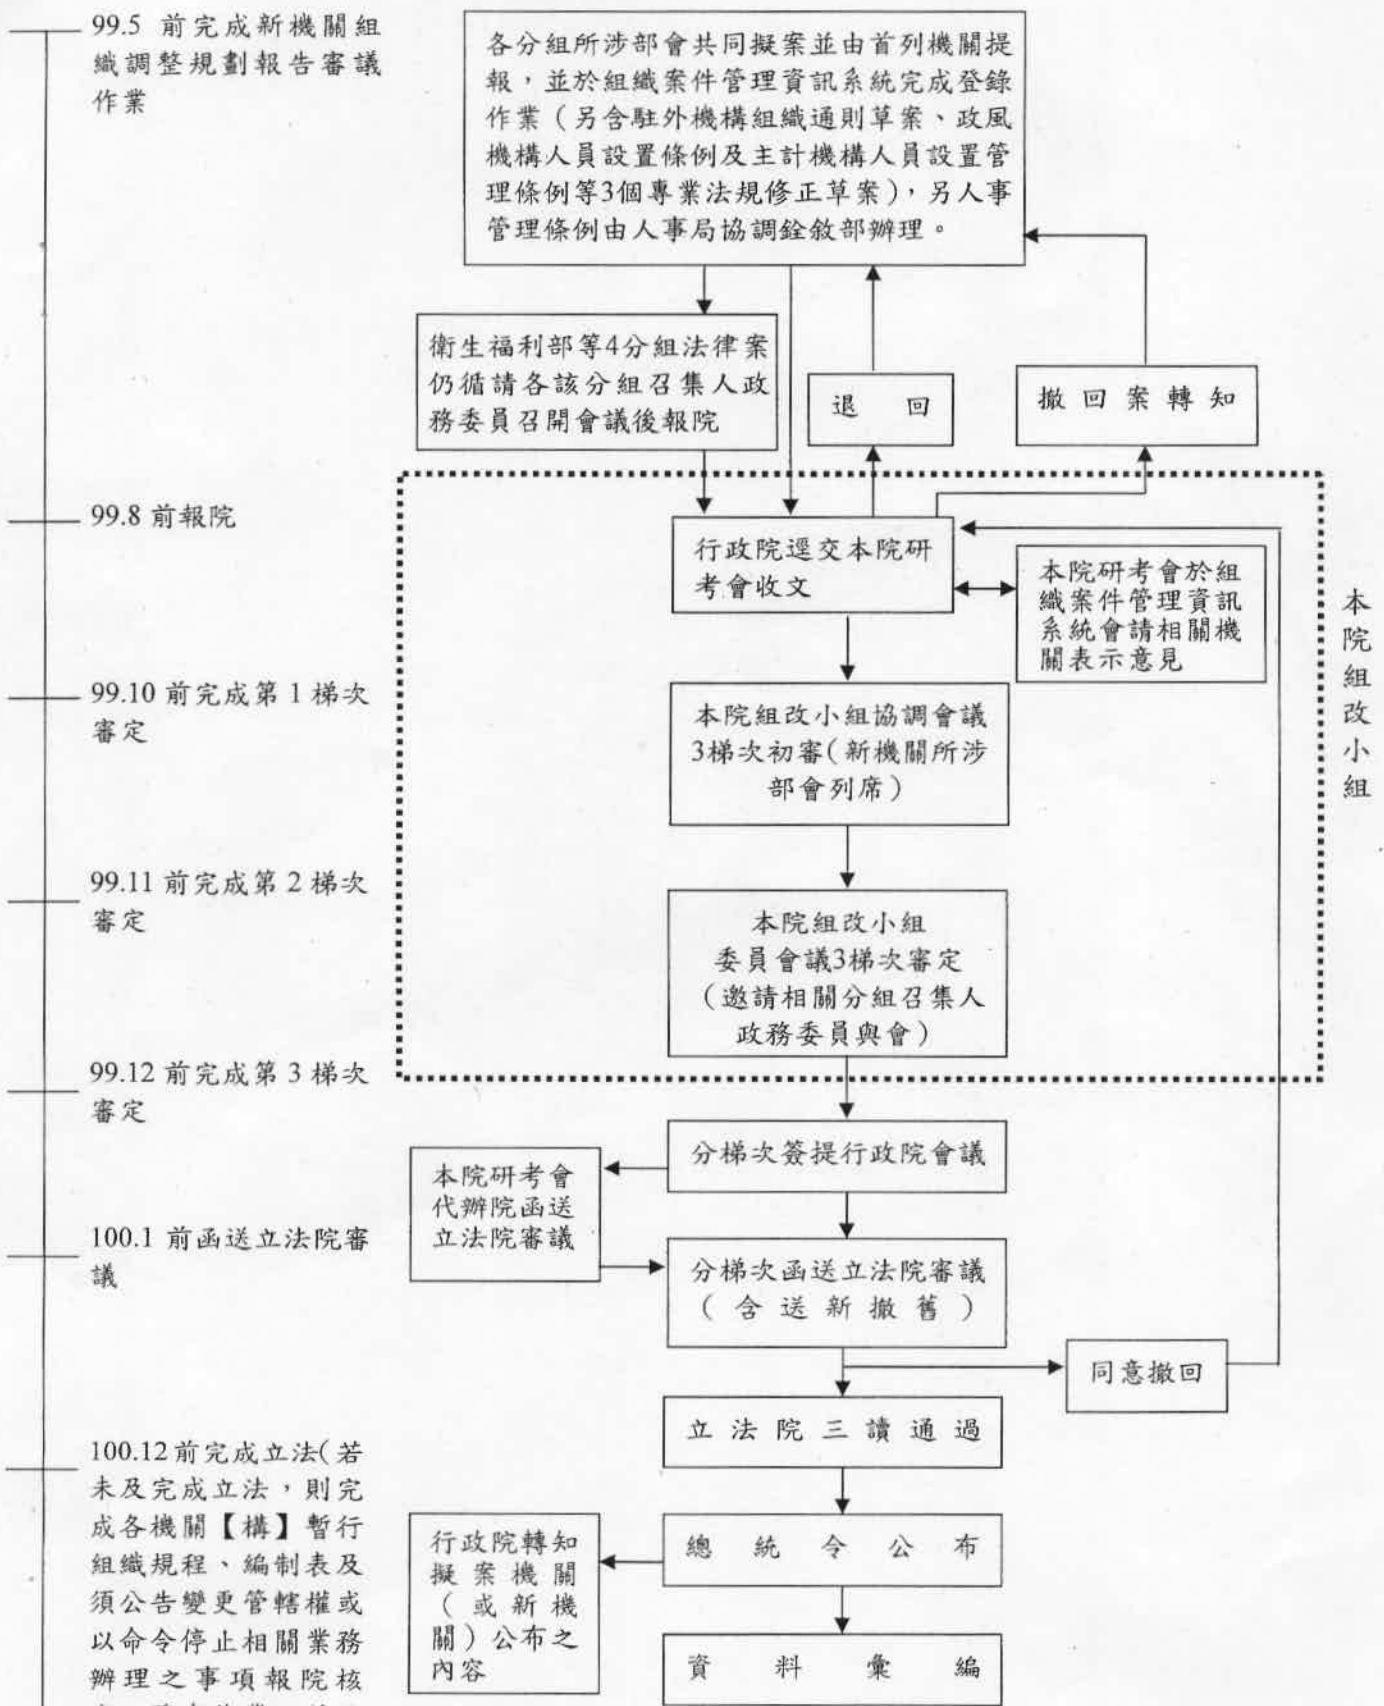 99.5 前完成新機關組
織調整規劃報告審議
作業
各分組所涉部會共同擬案並由首列機關提
報，並於組織案件管理資訊系統完成登錄
作業（另含駐外機構組織通則草案、政風
機構人員設置條例及主計機構人員設置管
理條例等3個專業法規修正草案），另人事
管理條例由人事局協調銓敘部辦理。
衛生福利部等4分組法律案
仍循請各該分組召集人政
務委員召開會議後報院
退回
撤回案轉知
99.8 前報院
行政院逕交本院研
考會收文
本院研考會於組
織案件管理資訊
系統會請相關機
關表示意見
本院組改小組
99.10 前完成第 1 梯次
審定
本院組改小組協調會議
3梯次初審（新機關所涉
部會列席）
99.11 前完成第 2 梯次
審定
本院組改小組
委員會議3梯次審定
（邀請相關分組召集人
政務委員與會）
99.12 前完成第 3 梯次
審定
分梯次簽提行政院會議
本院研考會
代辦院函送
立法院審議
100.1 前函送立法院審
議
分梯次函送立法院審議
（含送新撤舊）
同意撤回
立法院三讀通過
100.12 前完成立法（若
未及完成立法，則完
成各機關【構】暫行
組織規程、編制表及
須公告變更管轄權或
以命令停止相關業務
辦理之事項報院核
總統令公布
行政院轉知
擬案機關
（或新機
關）公布之
內容
資料彙編